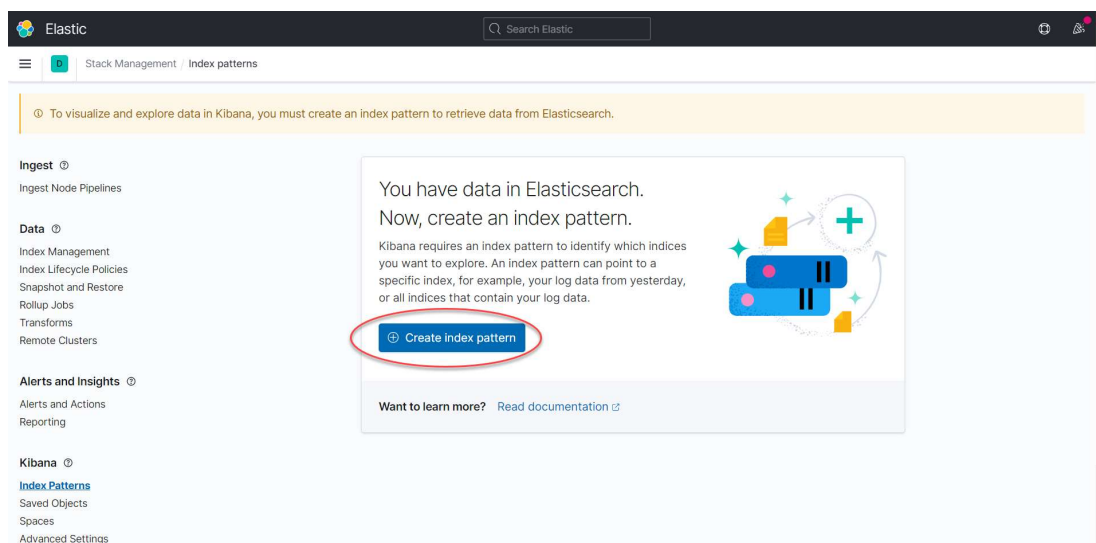 Elastic
Search Elastic
D
Stack Management / Index patterns
To visualize and explore data in Kibana, you must create an index pattern to retrieve data from Elasticsearch.
Ingest
Ingest Node Pipelines
Data
Index Management
Index Lifecycle Policies
Snapshot and Restore
Rollup Jobs
Transforms
Remote Clusters
Alerts and Insights
Alerts and Actions
Reporting
Kibana
Index Patterns
Saved Objects
Spaces
Advanced Settings
You have data in Elasticsearch.
Now, create an index pattern.
Kibana requires an index pattern to identify which indices
you want to explore. An index pattern can point to a
specific index, for example, your log data from yesterday,
or all indices that contain your log data.
Create index pattern
Want to learn more? Read documentation